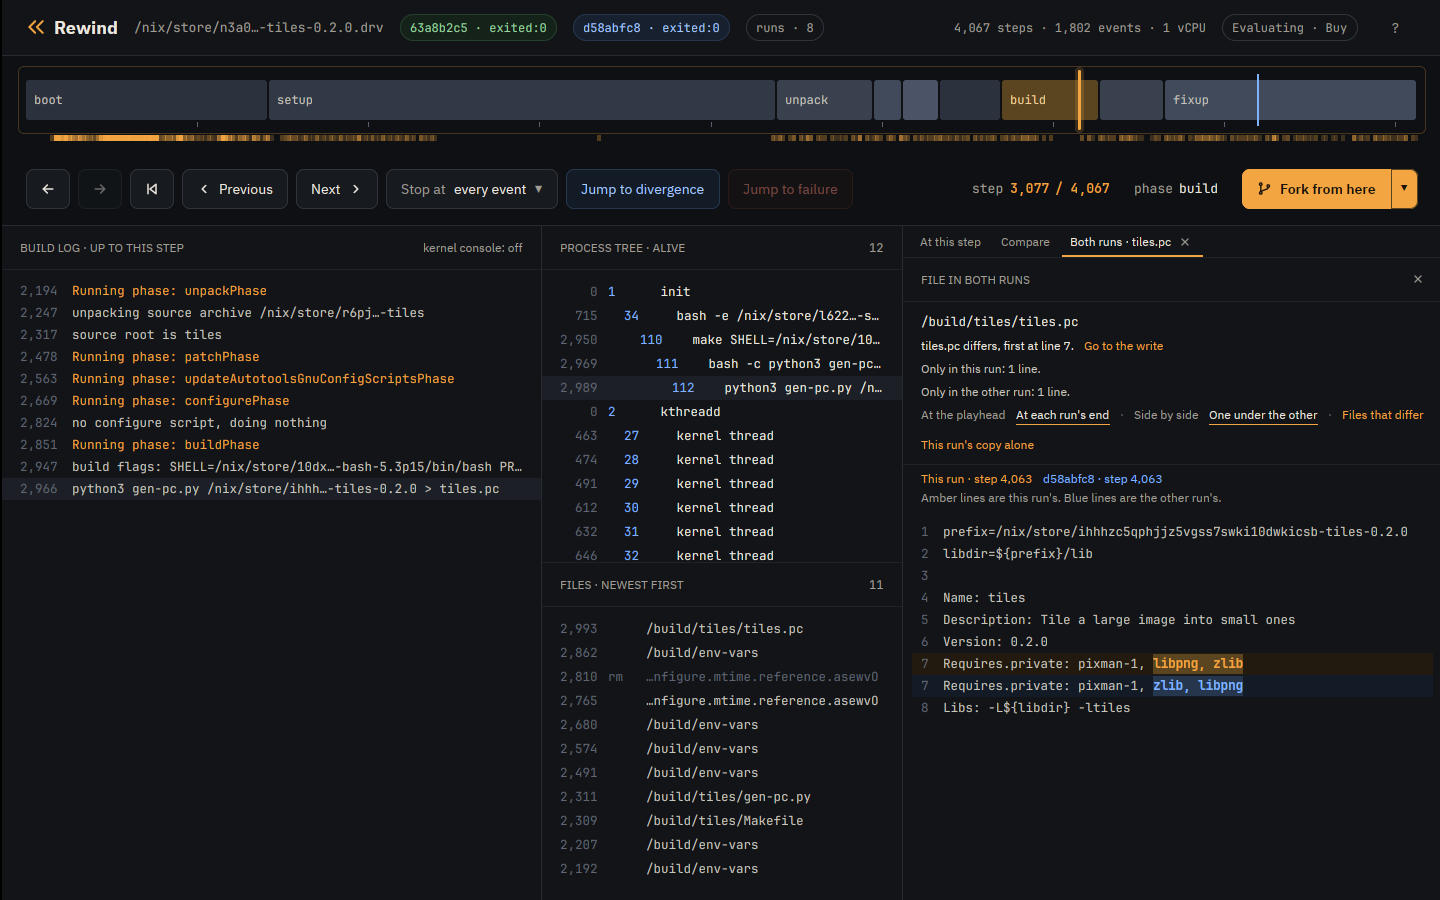 Rewind /nix/store/n3a0…-tiles-0.2.0.drv 63a8b2c5 · exited:0 d58abfc8 · exited:0 runs · 8 4,067 steps · 1,802 events · 1 vCPU Evaluating · Buy ?
boot setup unpack build fixup
Previous Next Stop at every event ▾ Jump to divergence Jump to failure step 3,077 / 4,067 phase build Fork from here ▾
BUILD LOG · UP TO THIS STEP kernel console: off
2,194 Running phase: unpackPhase
2,247 unpacking source archive /nix/store/r6pj…-tiles
2,317 source root is tiles
2,478 Running phase: patchPhase
2,563 Running phase: updateAutotoolsGnuConfigScriptsPhase
2,669 Running phase: configurePhase
2,824 no configure script, doing nothing
2,851 Running phase: buildPhase
2,947 build flags: SHELL=/nix/store/10dx…-bash-5.3p15/bin/bash PR…
2,966 python3 gen-pc.py /nix/store/ihhh…-tiles-0.2.0 > tiles.pc
PROCESS TREE · ALIVE 12
0 1 init
715 34 bash -e /nix/store/l622…-s…
2,950 110 make SHELL=/nix/store/10…
2,969 111 bash -c python3 gen-pc…
2,989 112 python3 gen-pc.py /n…
0 2 kthreadd
463 27 kernel thread
474 28 kernel thread
491 29 kernel thread
612 30 kernel thread
632 31 kernel thread
646 32 kernel thread
FILES · NEWEST FIRST 11
2,993 /build/tiles/tiles.pc
2,862 /build/env-vars
2,810 rm …nfigure.mtime.reference.asewvO
2,765 …nfigure.mtime.reference.asewvO
2,680 /build/env-vars
2,574 /build/env-vars
2,491 /build/env-vars
2,311 /build/tiles/gen-pc.py
2,309 /build/tiles/Makefile
2,207 /build/env-vars
2,192 /build/env-vars
At this step Compare Both runs · tiles.pc ×
FILE IN BOTH RUNS ×
/build/tiles/tiles.pc
tiles.pc differs, first at line 7. Go to the write
Only in this run: 1 line.
Only in the other run: 1 line.
At the playhead At each run's end · Side by side One under the other · Files that differ
This run's copy alone
This run · step 4,063 d58abfc8 · step 4,063
Amber lines are this run's. Blue lines are the other run's.
1 prefix=/nix/store/ihhhzc5qphjjz5vgss7swki10dwkicsb-tiles-0.2.0
2 libdir=${prefix}/lib
3
4 Name: tiles
5 Description: Tile a large image into small ones
6 Version: 0.2.0
7 Requires.private: pixman-1, libpng, zlib
7 Requires.private: pixman-1, zlib, libpng
8 Libs: -L${libdir} -ltiles